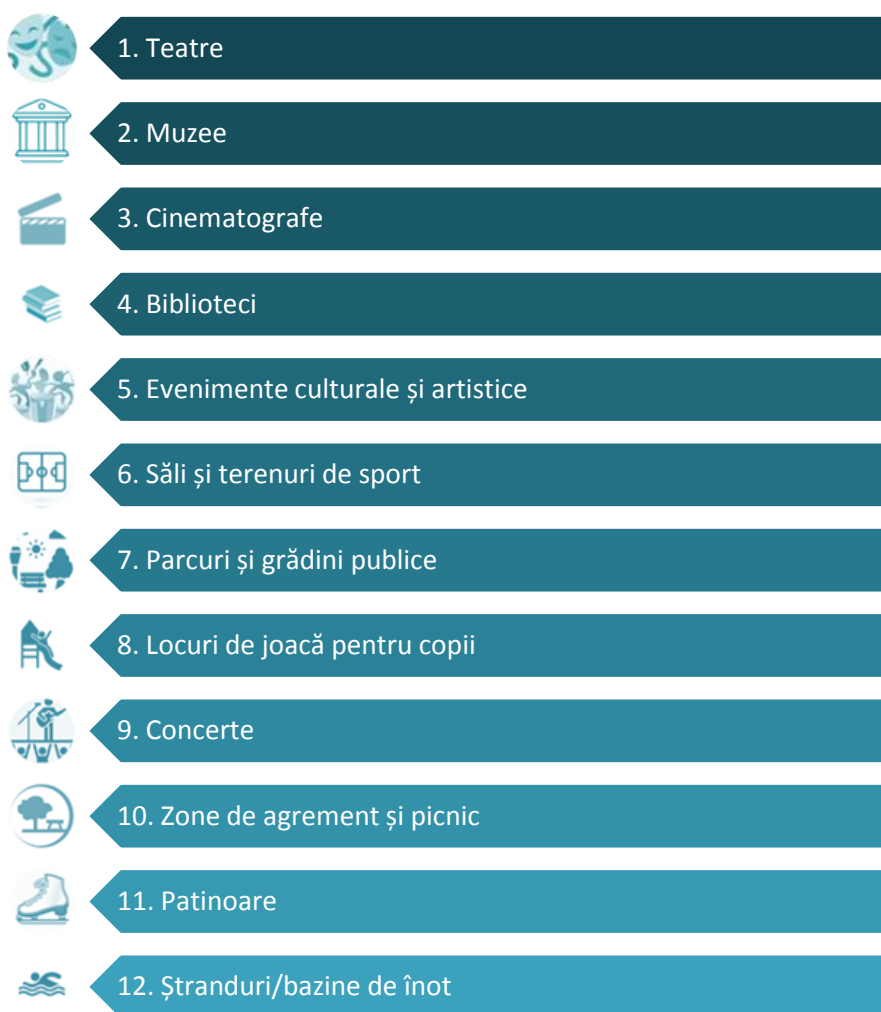 1. Teatre
2. Muzee
3. Cinematografe
4. Biblioteci
5. Evenimente culturale și artistice
6. Săli și terenuri de sport
7. Parcuri și grădini publice
8. Locuri de joacă pentru copii
9. Concerte
10. Zone de agrement și picnic
11. Patinoare
12. Ștranduri/bazine de înot